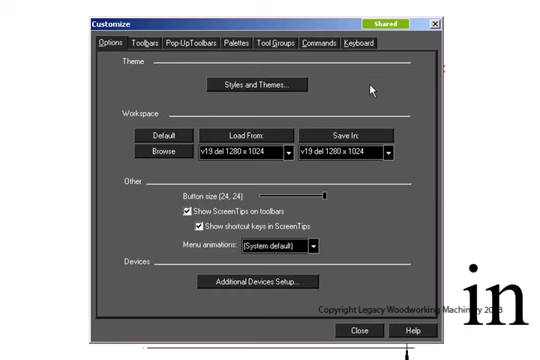 Customize
Shared
Options Toolbars Pop-UpToolbars Palettes Tool Groups Commands Keyboard
Theme
Styles and Themes...
Workspace
Default Load From: Save In:
Browse v19 del 1280 x 1024 v19 del 1280 x 1024
Other
Button size (24, 24)
Show ScreenTips on toolbars
Show shortcut keys in ScreenTips
Menu animations: (System default)
Devices
Additional Devices Setup...
in
Copyright Legacy Woodworking Machinery 2013
Close Help